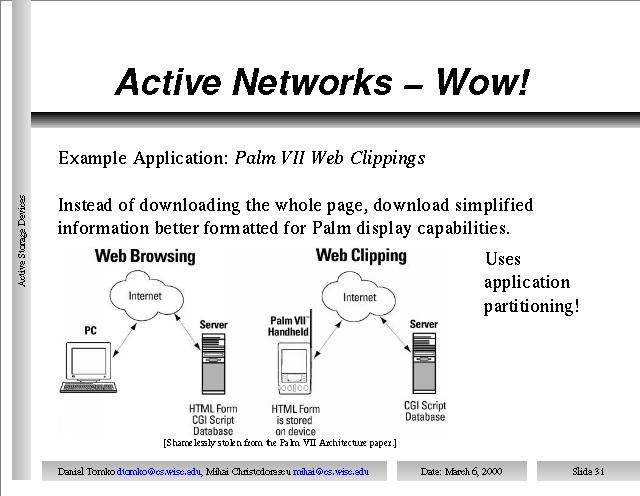 Active Networks – Wow!
Example Application: Palm VII Web Clippings
Instead of downloading the whole page, download simplified
information better formatted for Palm display capabilities.
Active Storage Devices
Web Browsing
Internet
PC
Server
HTML Form
CGI Script
Database
Web Clipping
Internet
Palm VII™
Handheld
Server
HTML Form
is stored
on device
CGI Script
Database
Uses
application
partitioning!
[Shamelessly stolen from the Palm VII Architecture paper.]
Daniel Tomko dtomko@cs.wisc.edu, Mihai Christodorescu mihai@cs.wisc.edu
Date: March 6, 2000
Slide 31